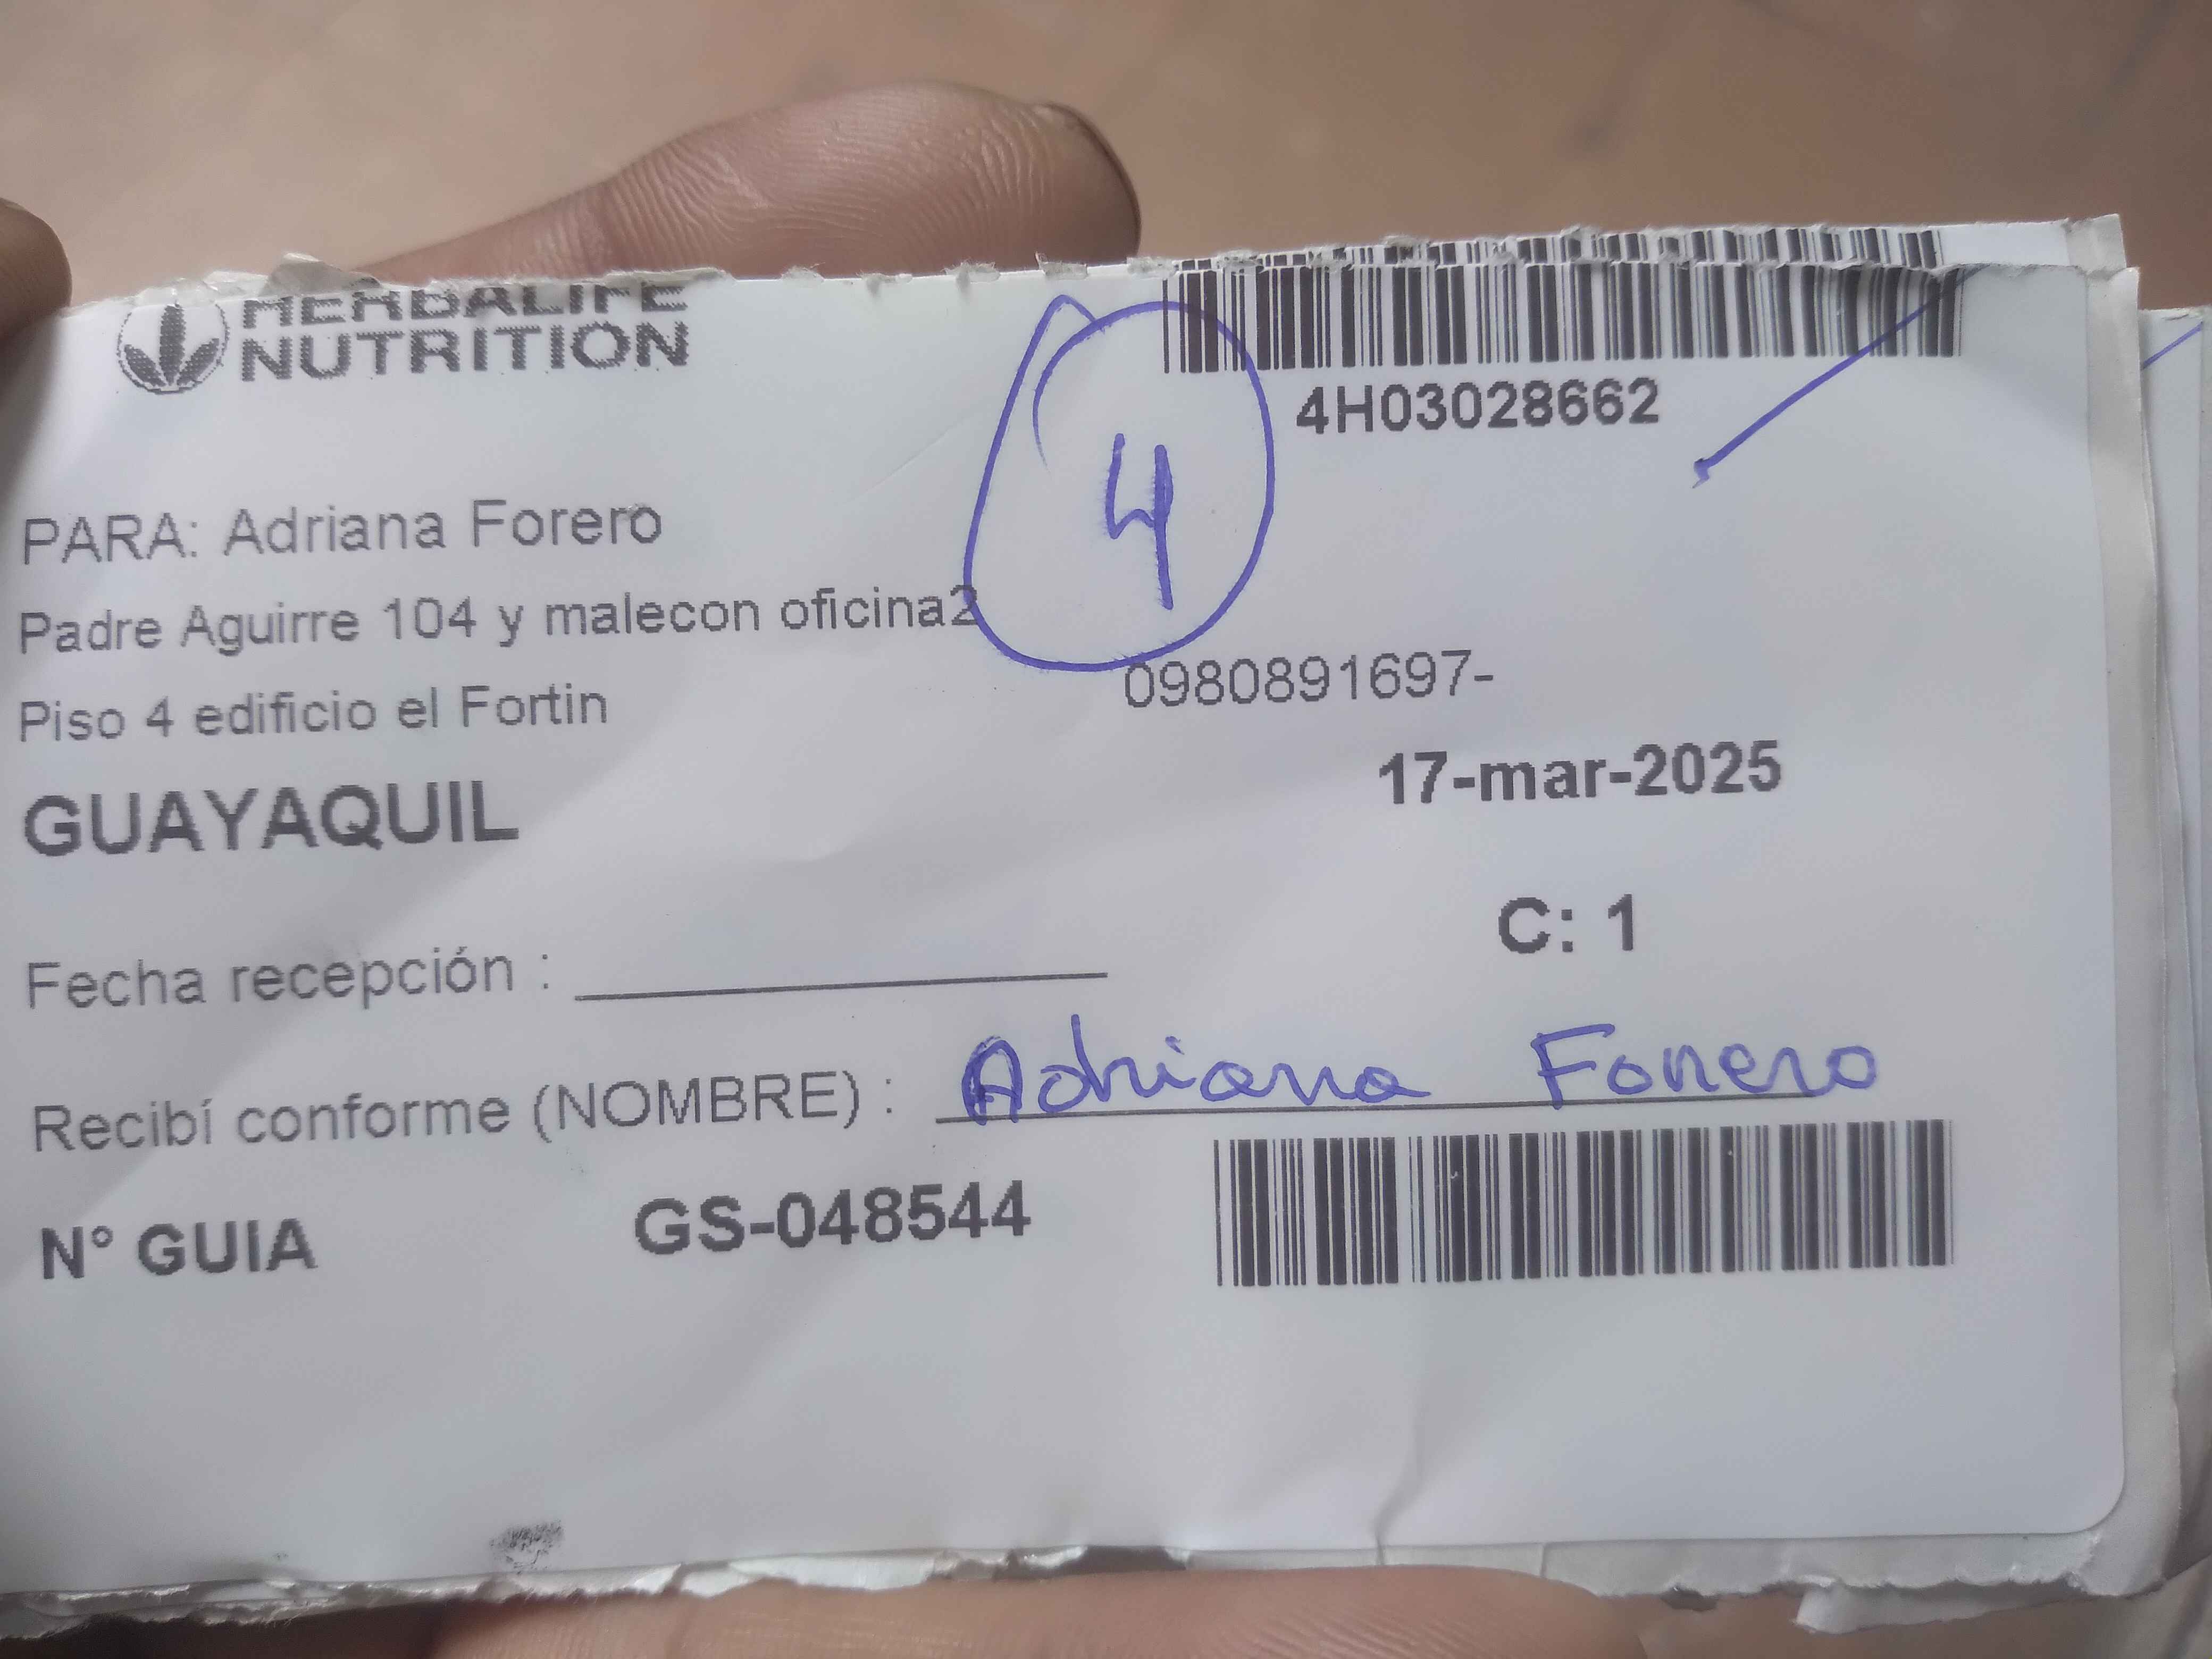 HERBALIFE
NUTRITION
4H03028662
4
PARA: Adriana Forero
Padre Aguirre 104 y malecon oficina2
Piso 4 edificio el Fortin
0980891697-
GUAYAQUIL
17-mar-2025
C: 1
Fecha recepción :
Recibí conforme (NOMBRE) : Adriana Forero
N° GUIA GS-048544